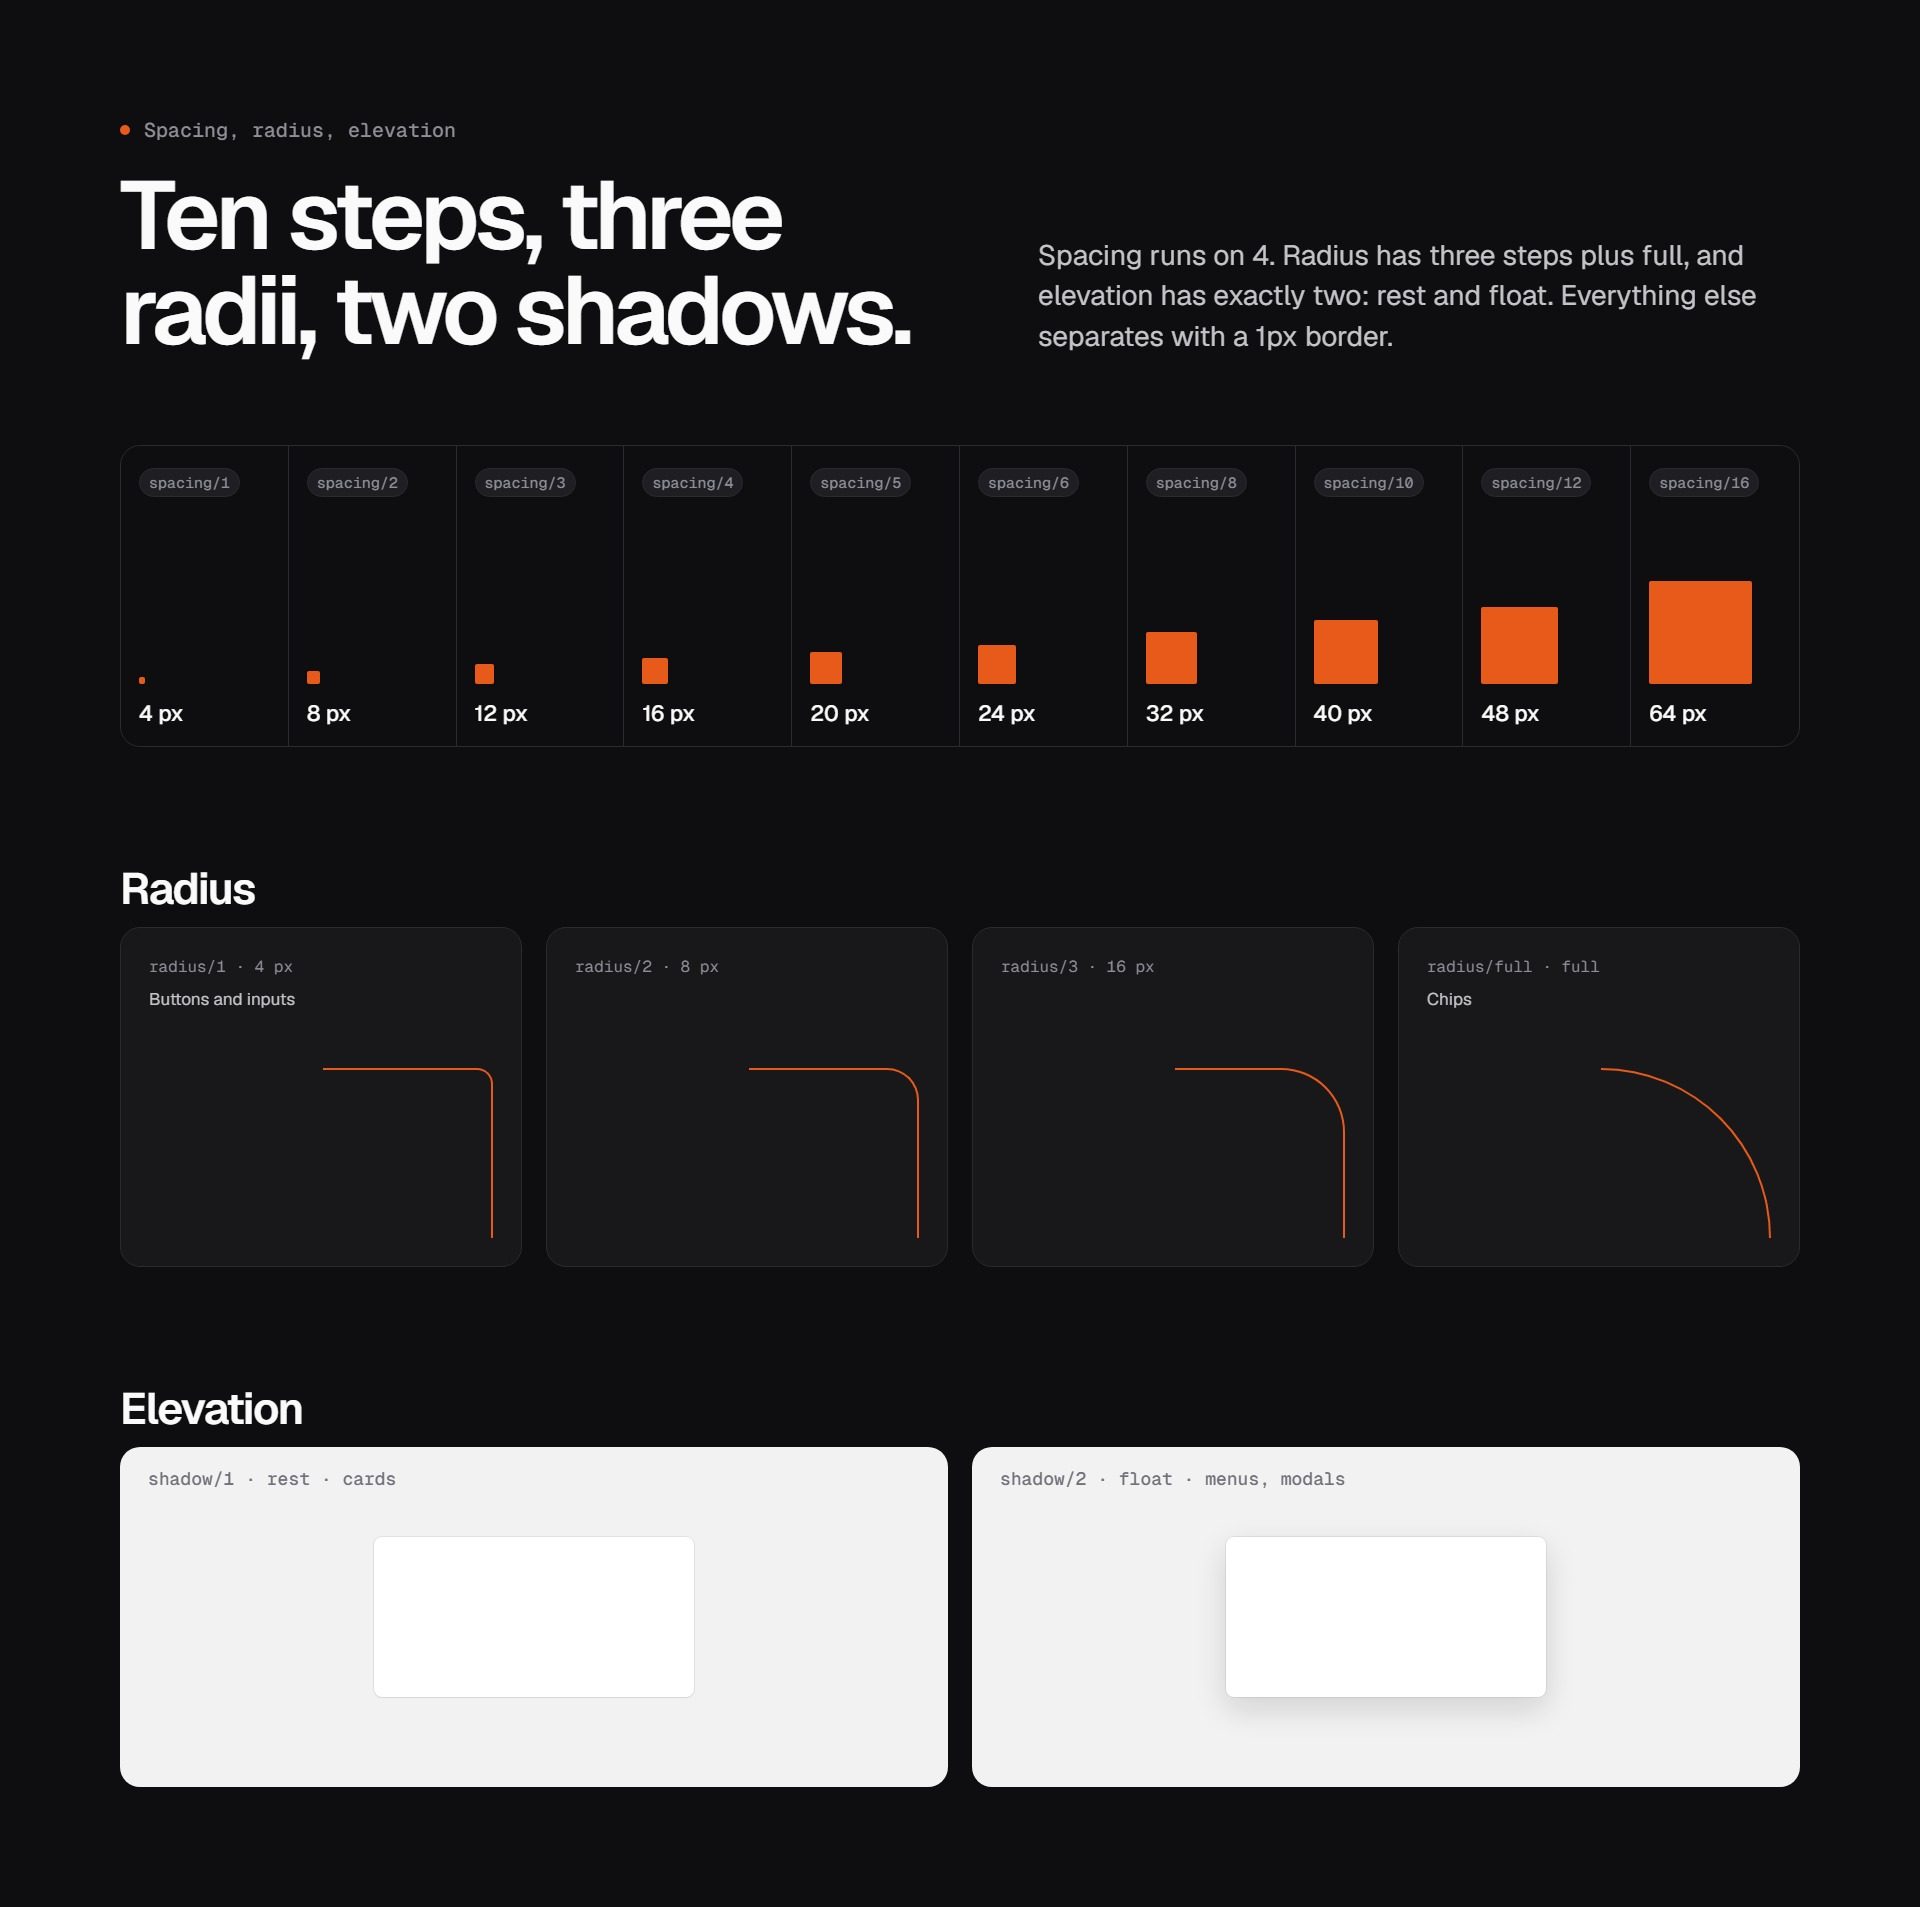 Spacing, radius, elevation
Ten steps, three
radii, two shadows.
Spacing runs on 4. Radius has three steps plus full, and
elevation has exactly two: rest and float. Everything else
separates with a 1px border.
spacing/1
spacing/2
spacing/3
spacing/4
spacing/5
spacing/6
spacing/8
spacing/10
spacing/12
spacing/16
4 px
8 px
12 px
16 px
20 px
24 px
32 px
40 px
48 px
64 px
Radius
radius/1 · 4 px
Buttons and inputs
radius/2 · 8 px
radius/3 · 16 px
radius/full · full
Chips
Elevation
shadow/1 · rest · cards
shadow/2 · float · menus, modals